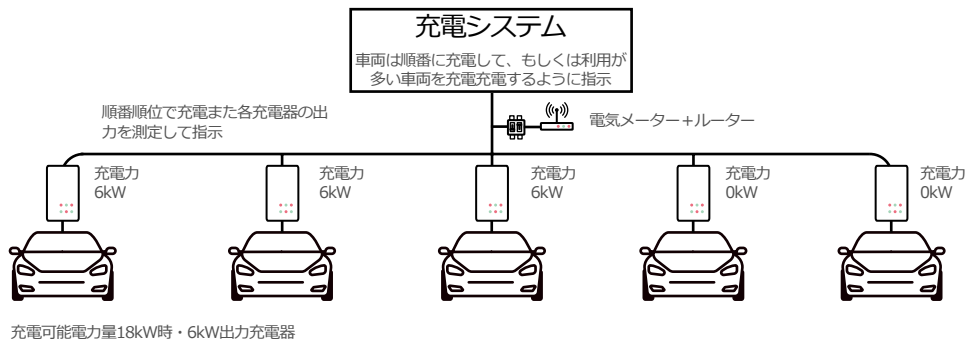 充電システム
車両は順番に充電して、もしくは利用が
多い車両を充電充電するように指示
順番順位で充電また各充電器の出
力を測定して指示
電気メーター＋ルーター
充電力
6kW
充電力
6kW
充電力
6kW
充電力
0kW
充電力
0kW
充電可能電力量18kW時・6kW出力充電器